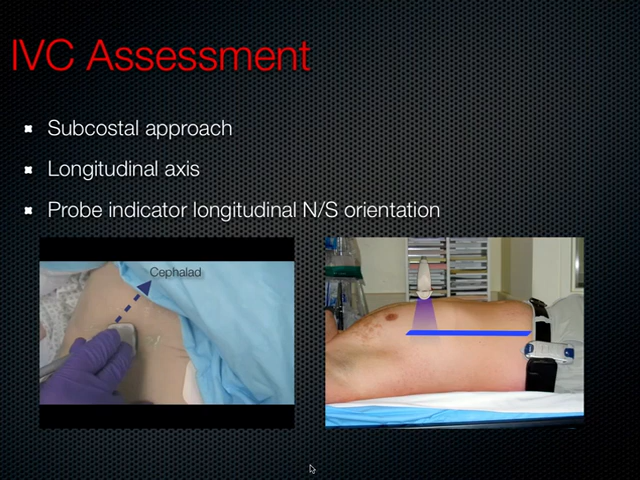 IVC Assessment
Subcostal approach
Longitudinal axis
Probe indicator longitudinal N/S orientation
Cephalad